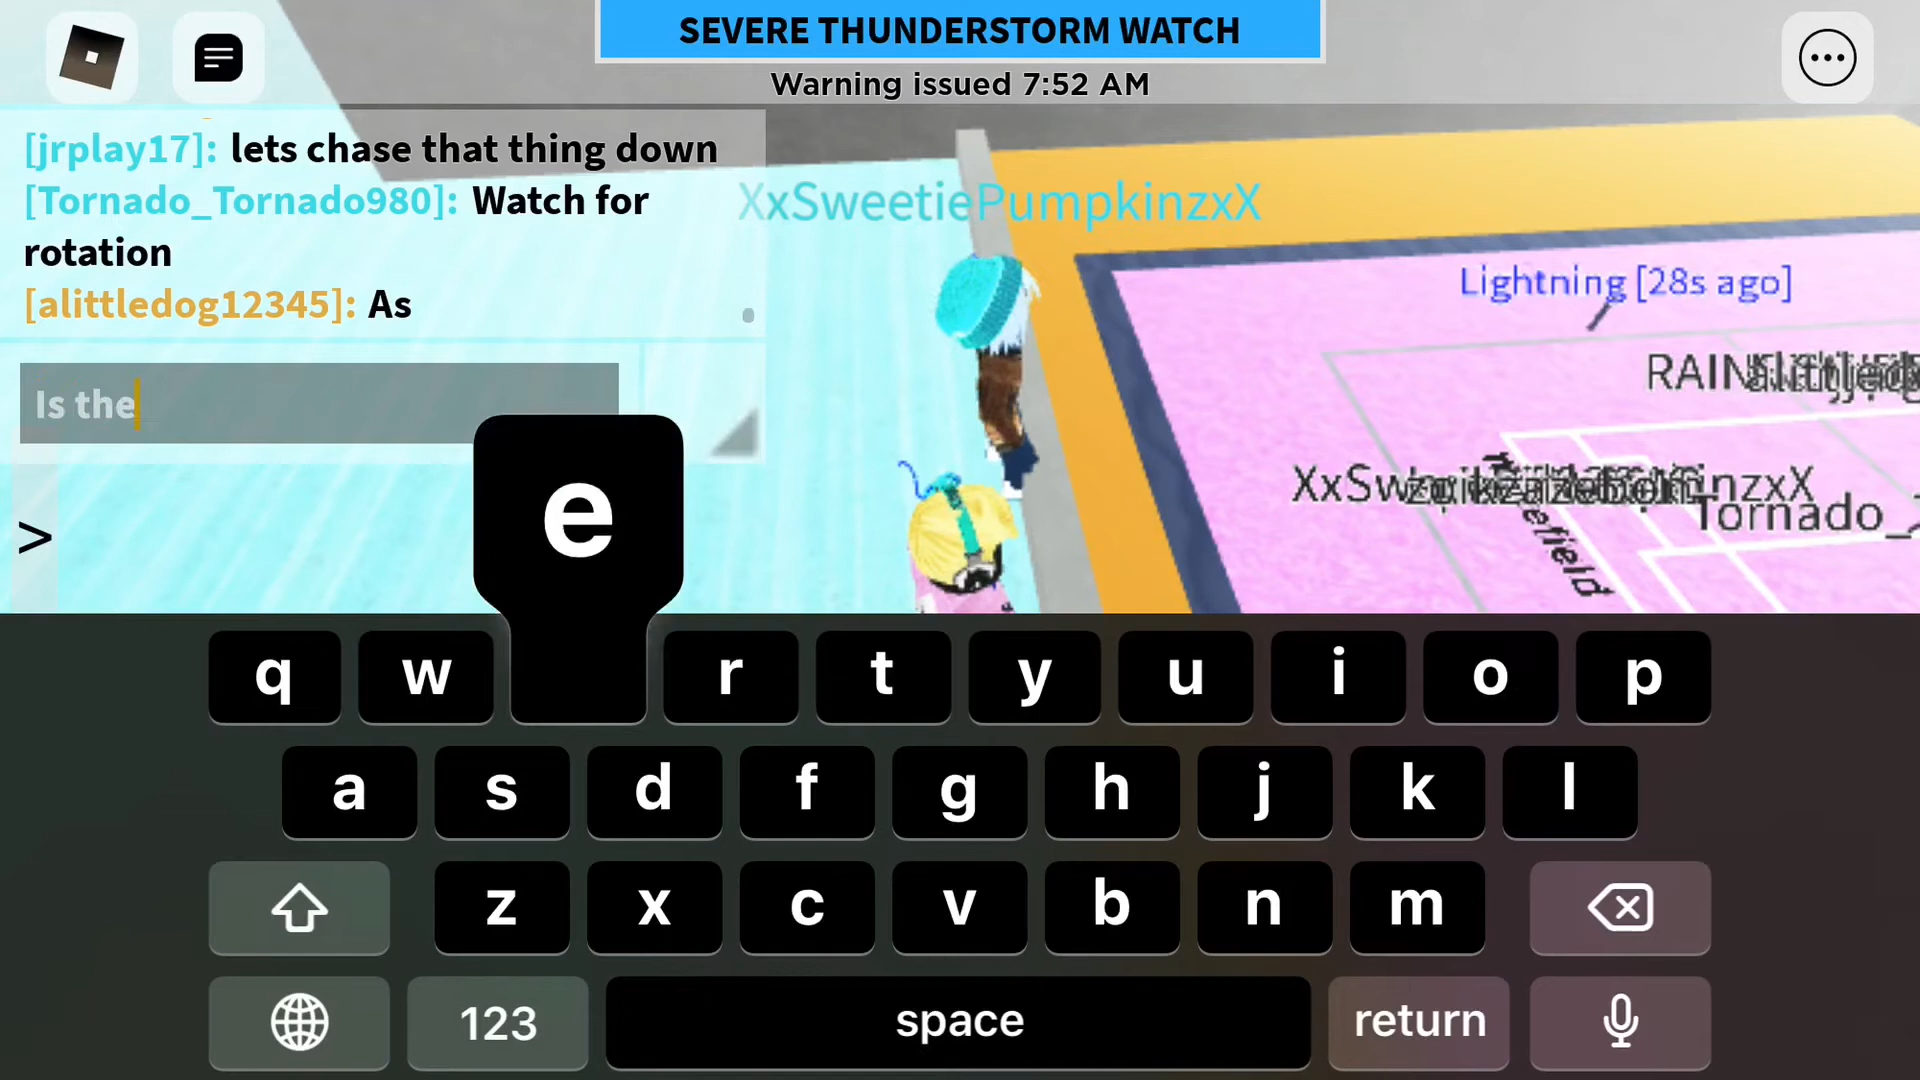 SEVERE THUNDERSTORM WATCH
Warning issued 7:52 AM
[jrplay17]: lets chase that thing down
[Tornado_Tornado980]: Watch for
rotation
[alittledog12345]: As
Is the
XxSweetiePumpkinzxX
Lightning [28s ago]
>
e
q w r t y u i o p
a s d f g h j k l
z x c v b n m
123 space return